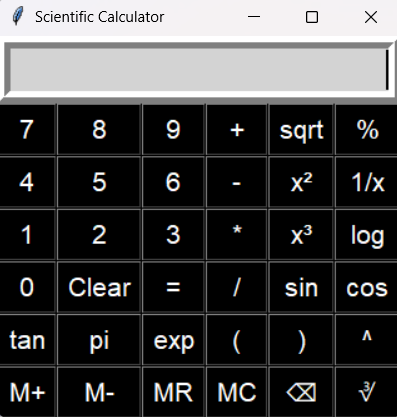 Scientific Calculator
7 8 9 + sqrt %
4 5 6 - x² 1/x
1 2 3 * x³ log
0 Clear = / sin cos
tan pi exp ( ) ^
M+ M- MR MC ⌫ ∛